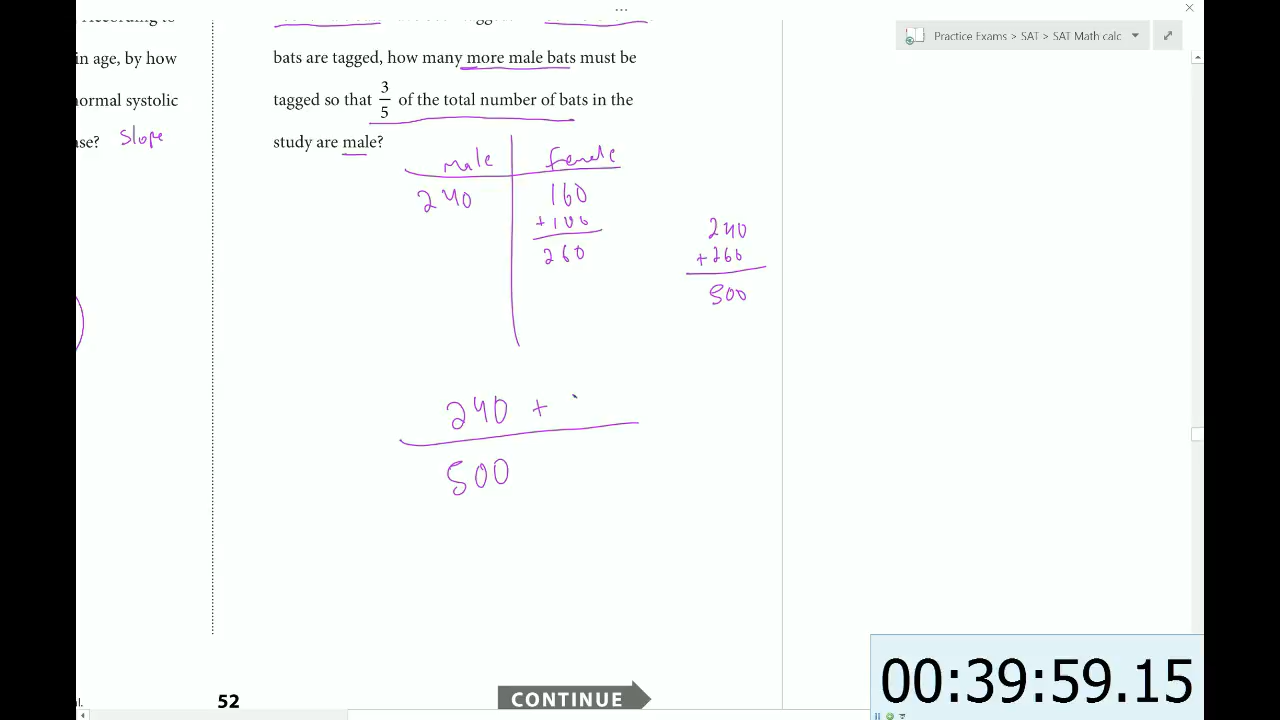 Practice Exams > SAT > SAT Math calc
in age, by how
normal systolic
ase? Slope
bats are tagged, how many more male bats must be
tagged so that 3/5 of the total number of bats in the
study are male?
male female
240 160
+100
260
240
+260
500
240 +
500
52
CONTINUE
00:39:59.15